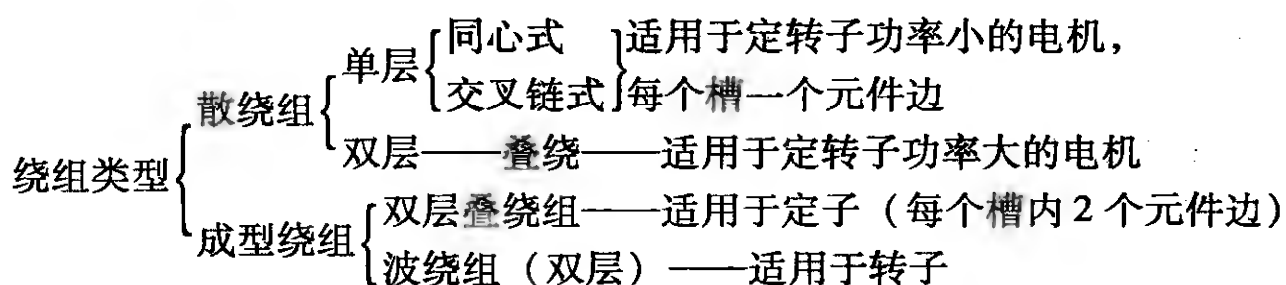 同心式 适用于定转子功率小的电机，
单层
交叉链式 每个槽一个元件边
散绕组
双层——叠绕——适用于定转子功率大的电机
绕组类型
双层叠绕组——适用于定子（每个槽内2个元件边）
成型绕组
波绕组（双层）——适用于转子